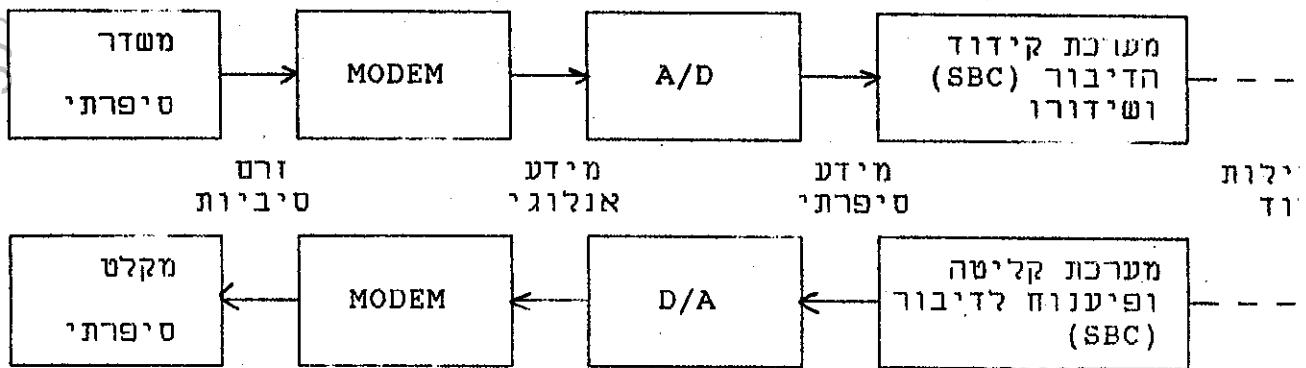 משדר
סיפרתי
MODEM
A/D
מערכת קידוד
הדיבור (SBC)
ושידורו
זרם
סיביות
מידע
אנלוגי
מידע
סיפרתי
מקלט
סיפרתי
MODEM
D/A
מערכת קליטה
ופיענוח לדיבור
(SBC)